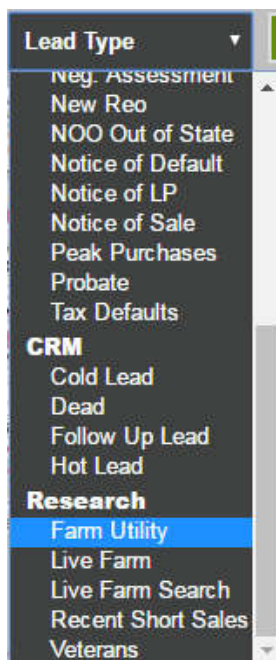 Lead Type
Neg. Assessment
New Reo
NOO Out of State
Notice of Default
Notice of LP
Notice of Sale
Peak Purchases
Probate
Tax Defaults
CRM
Cold Lead
Dead
Follow Up Lead
Hot Lead
Research
Farm Utility
Live Farm
Live Farm Search
Recent Short Sales
Veterans